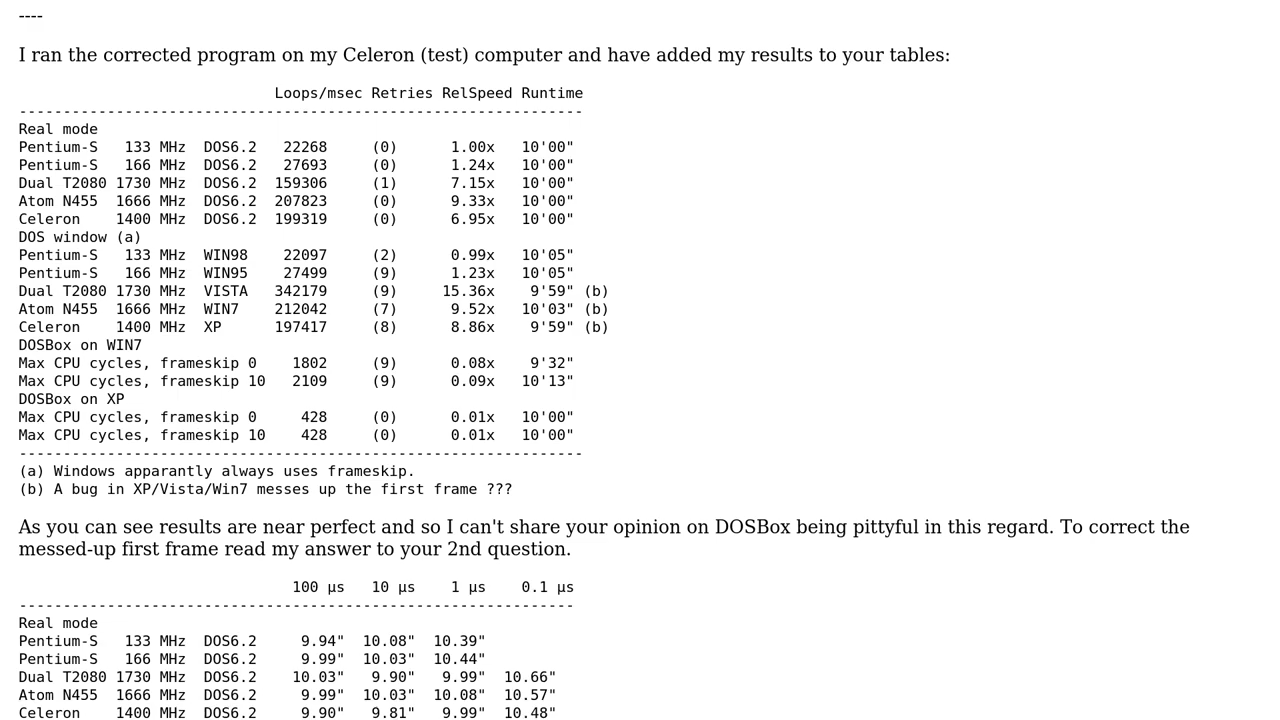 ----
I ran the corrected program on my Celeron (test) computer and have added my results to your tables:
                             Loops/msec Retries RelSpeed Runtime
----------------------------------------------------------------
Real mode
Pentium-S   133 MHz  DOS6.2   22268     (0)      1.00x   10'00"
Pentium-S   166 MHz  DOS6.2   27693     (0)      1.24x   10'00"
Dual T2080 1730 MHz  DOS6.2  159306     (1)      7.15x   10'00"
Atom N455  1666 MHz  DOS6.2  207823     (0)      9.33x   10'00"
Celeron    1400 MHz  DOS6.2  199319     (0)      6.95x   10'00"
DOS window (a)
Pentium-S   133 MHz  WIN98    22097     (2)      0.99x   10'05"
Pentium-S   166 MHz  WIN95    27499     (9)      1.23x   10'05"
Dual T2080 1730 MHz  VISTA   342179     (9)     15.36x    9'59" (b)
Atom N455  1666 MHz  WIN7    212042     (7)      9.52x   10'03" (b)
Celeron    1400 MHz  XP      197417     (8)      8.86x    9'59" (b)
DOSBox on WIN7
Max CPU cycles, frameskip 0    1802     (9)      0.08x    9'32"
Max CPU cycles, frameskip 10   2109     (9)      0.09x   10'13"
DOSBox on XP
Max CPU cycles, frameskip 0     428     (0)      0.01x   10'00"
Max CPU cycles, frameskip 10    428     (0)      0.01x   10'00"
----------------------------------------------------------------
(a) Windows apparantly always uses frameskip.
(b) A bug in XP/Vista/Win7 messes up the first frame ???
As you can see results are near perfect and so I can't share your opinion on DOSBox being pittyful in this regard. To correct the
messed-up first frame read my answer to your 2nd question.
                               100 µs   10 µs    1 µs    0.1 µs
---------------------------------------------------------------
Real mode
Pentium-S   133 MHz  DOS6.2     9.94"  10.08"  10.39"
Pentium-S   166 MHz  DOS6.2     9.99"  10.03"  10.44"
Dual T2080 1730 MHz  DOS6.2    10.03"   9.90"   9.99"  10.66"
Atom N455  1666 MHz  DOS6.2     9.99"  10.03"  10.08"  10.57"
Celeron    1400 MHz  DOS6.2     9.90"   9.81"   9.99"  10.48"